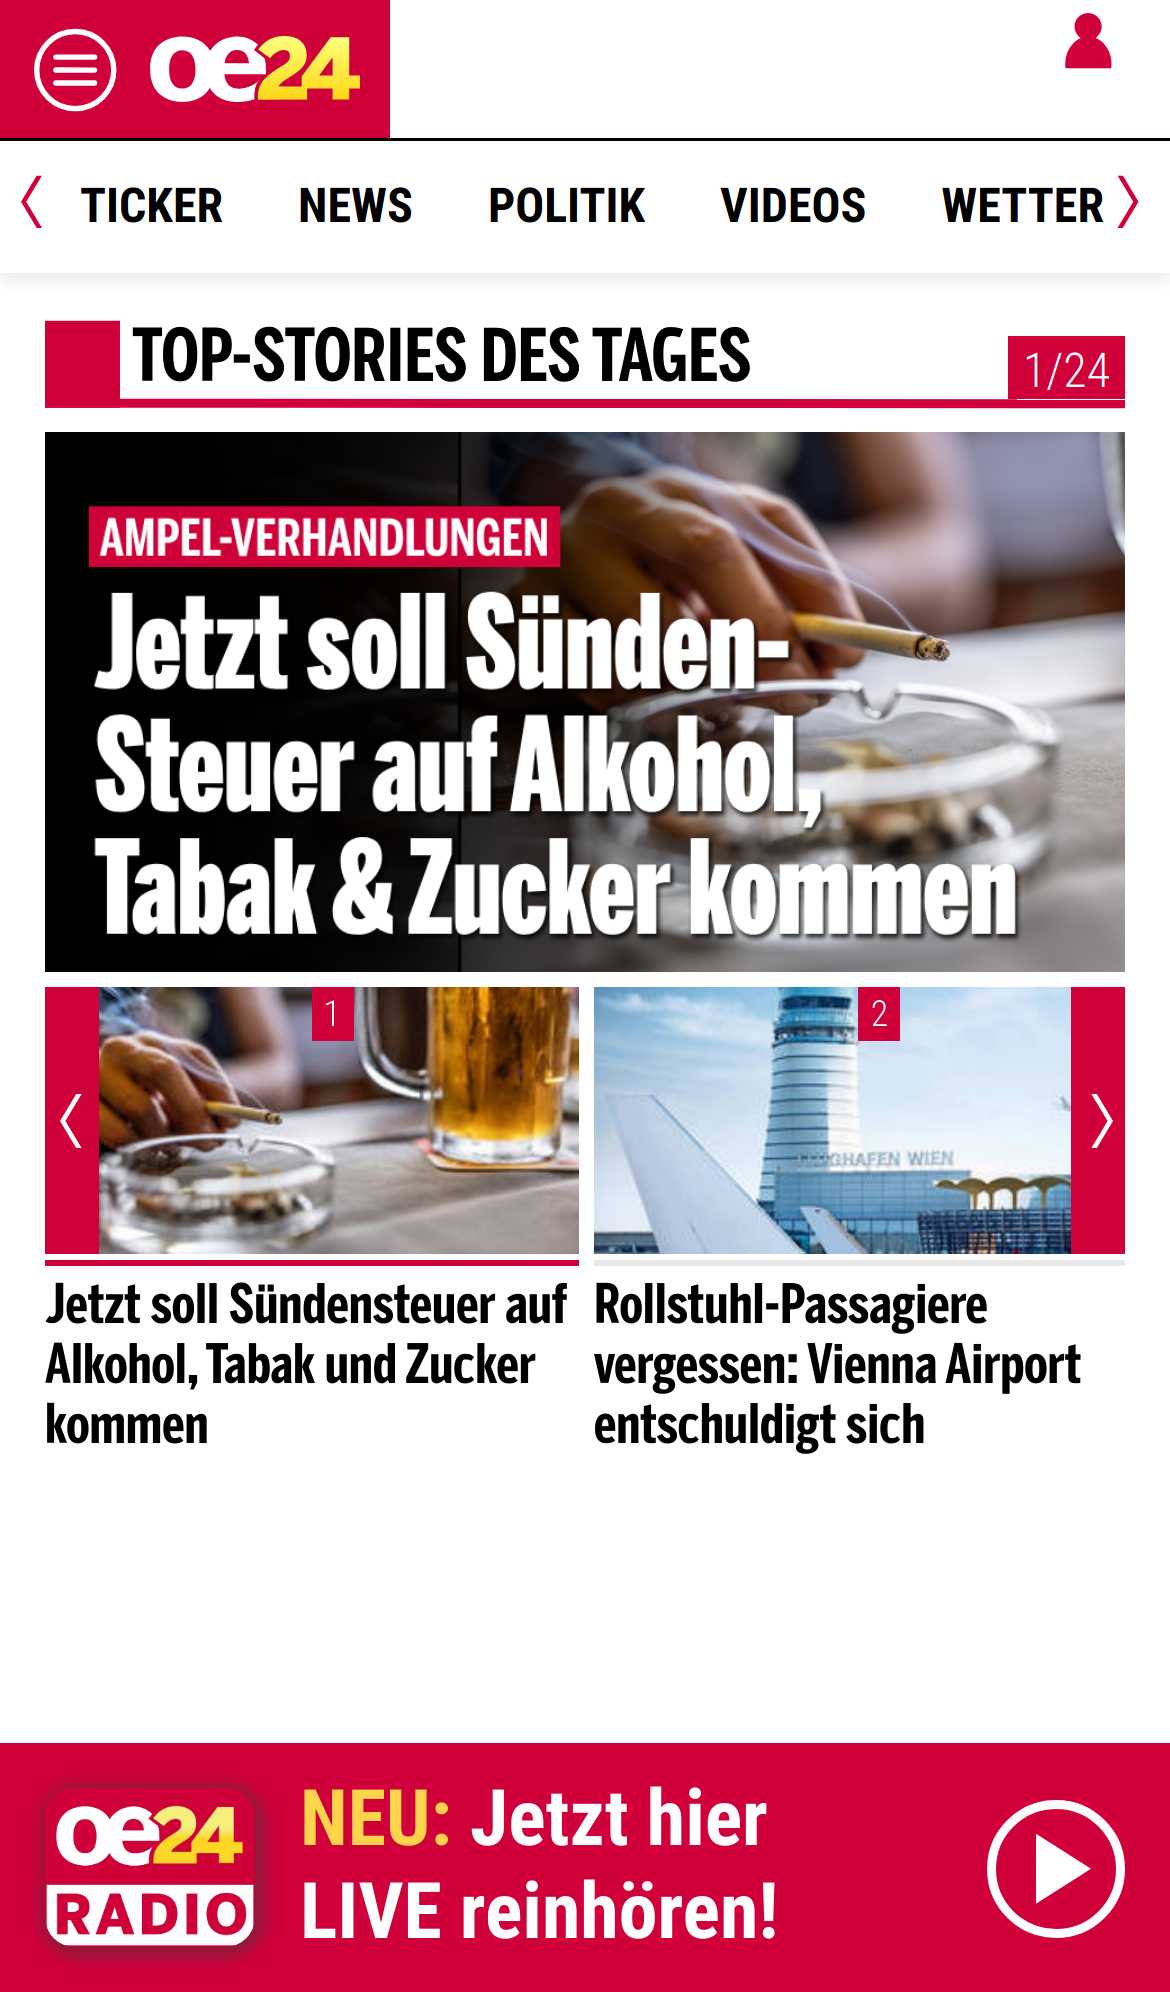 oe24
TICKER NEWS POLITIK VIDEOS WETTER
TOP-STORIES DES TAGES
1/24
AMPEL-VERHANDLUNGEN
Jetzt soll Sünden-
Steuer auf Alkohol,
Tabak & Zucker kommen
1
2
FLUGHAFEN WIEN
Jetzt soll Sündensteuer auf
Alkohol, Tabak und Zucker
kommen
Rollstuhl-Passagiere
vergessen: Vienna Airport
entschuldigt sich
oe24
RADIO
NEU: Jetzt hier
LIVE reinhören!